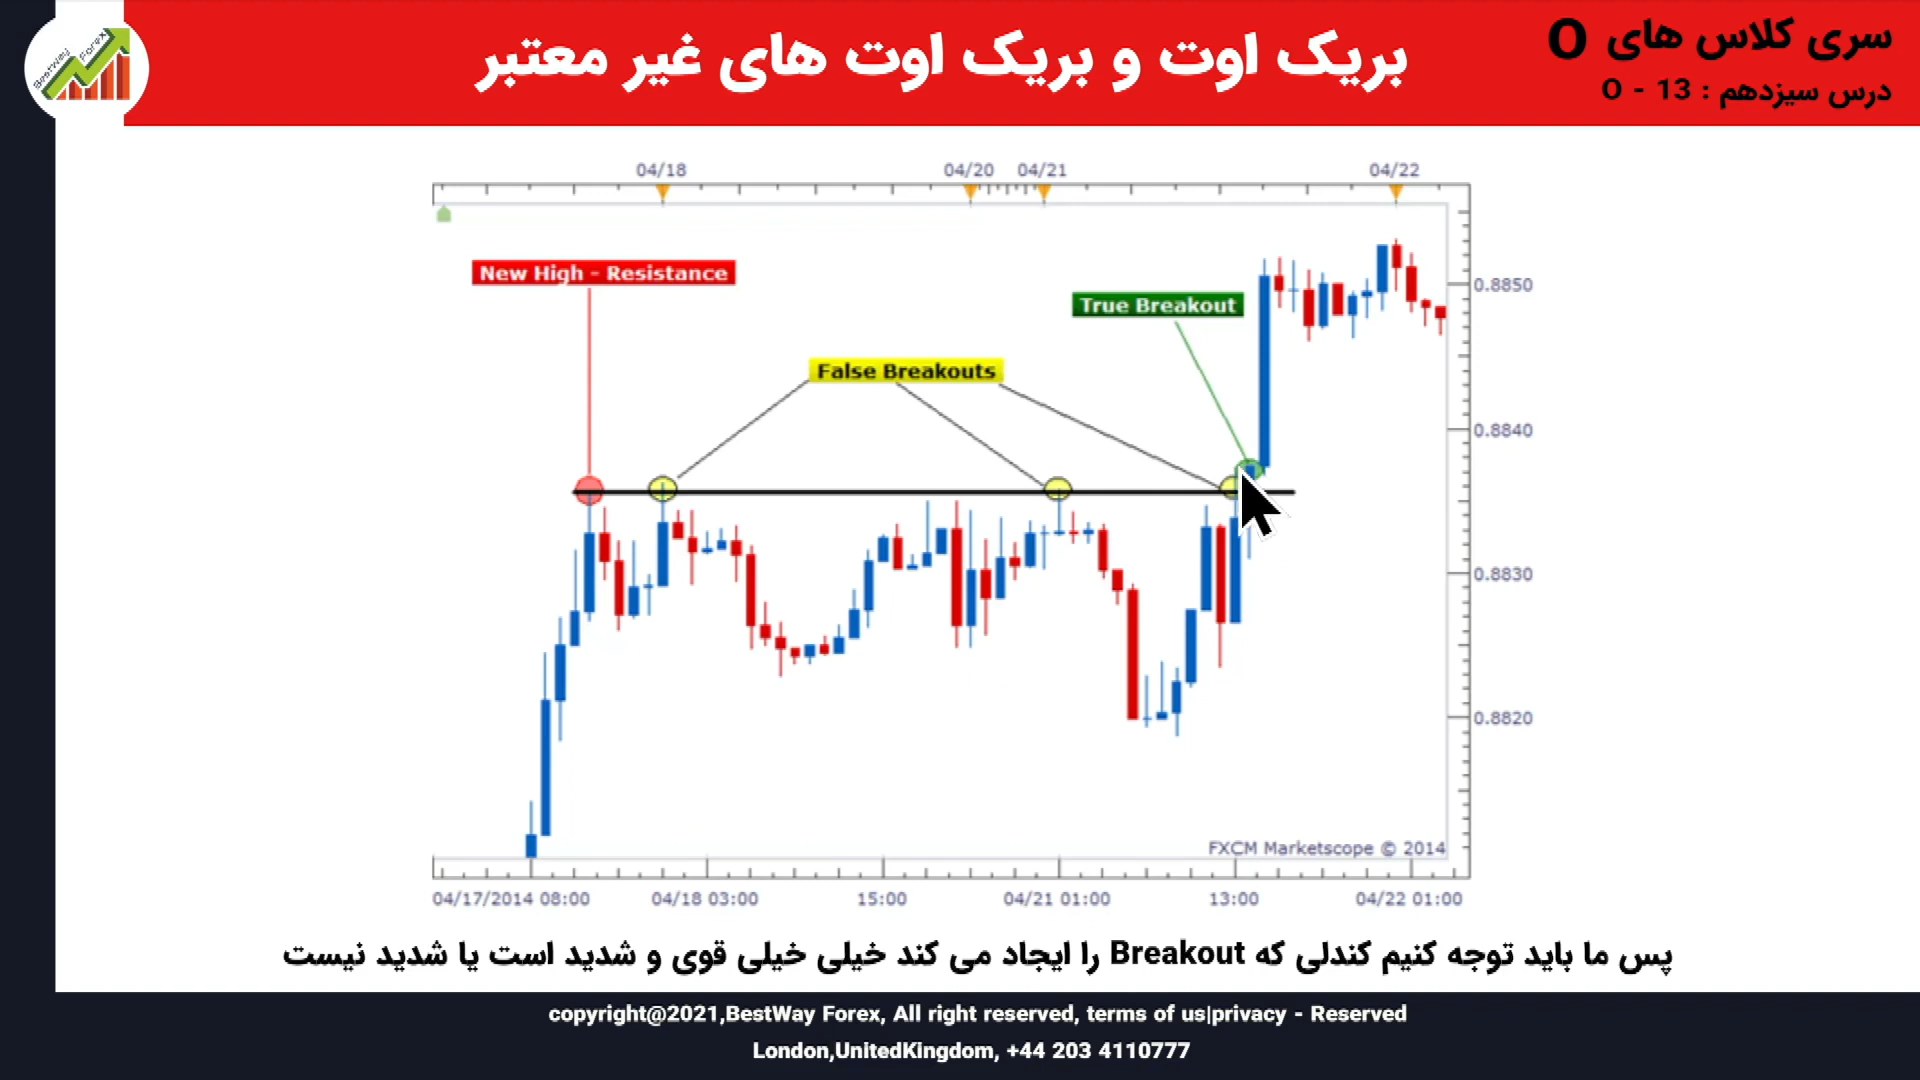 BestWay Forex
بریک اوت و بریک اوت های غیر معتبر
سری کلاس های O
درس سیزدهم : 13 - O
04/18 04/20 04/21 04/22
New High - Resistance
True Breakout
False Breakouts
0.8850
0.8840
0.8830
0.8820
FXCM Marketscope © 2014
04/17/2014 08:00 04/18 03:00 15:00 04/21 01:00 13:00 04/22 01:00
پس ما باید توجه کنیم کندلی که Breakout را ایجاد می کند خیلی خیلی قوی و شدید است یا شدید نیست
copyright@2021,BestWay Forex, All right reserved, terms of us|privacy - Reserved
London,UnitedKingdom, +44 203 4110777